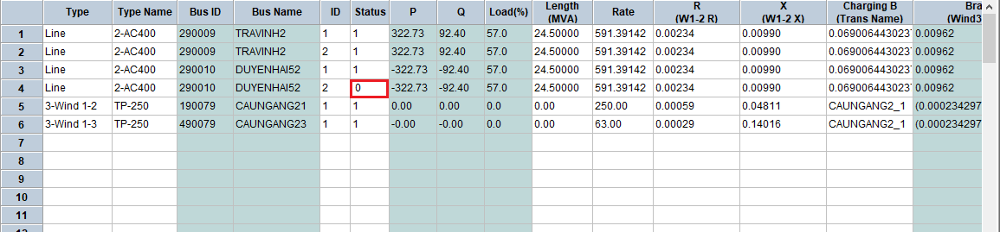 Type Type Name Bus ID Bus Name ID Status P Q Load(%) Length (MVA) Rate R (W1-2 R) X (W1-2 X) Charging B (Trans Name) Bra (Wind3
1 Line 2-AC400 290009 TRAVINH2 1 1 322.73 92.40 57.0 24.50000 591.39142 0.00234 0.00990 0.0690064430237 0.00962
2 Line 2-AC400 290009 TRAVINH2 2 1 322.73 92.40 57.0 24.50000 591.39142 0.00234 0.00990 0.0690064430237 0.00962
3 Line 2-AC400 290010 DUYENHAI52 1 1 -322.73 -92.40 57.0 24.50000 591.39142 0.00234 0.00990 0.0690064430237 0.00962
4 Line 2-AC400 290010 DUYENHAI52 2 0 -322.73 -92.40 57.0 24.50000 591.39142 0.00234 0.00990 0.0690064430237 0.00962
5 3-Wind 1-2 TP-250 190079 CAUNGANG21 1 1 0.00 0.00 0.0 0.00 250.00 0.00059 0.04811 CAUNGANG2_1 (0.000234297
6 3-Wind 1-3 TP-250 490079 CAUNGANG23 1 1 -0.00 -0.00 0.0 0.00 63.00 0.00029 0.14016 CAUNGANG2_1 (0.000234297
7
8
9
10
11